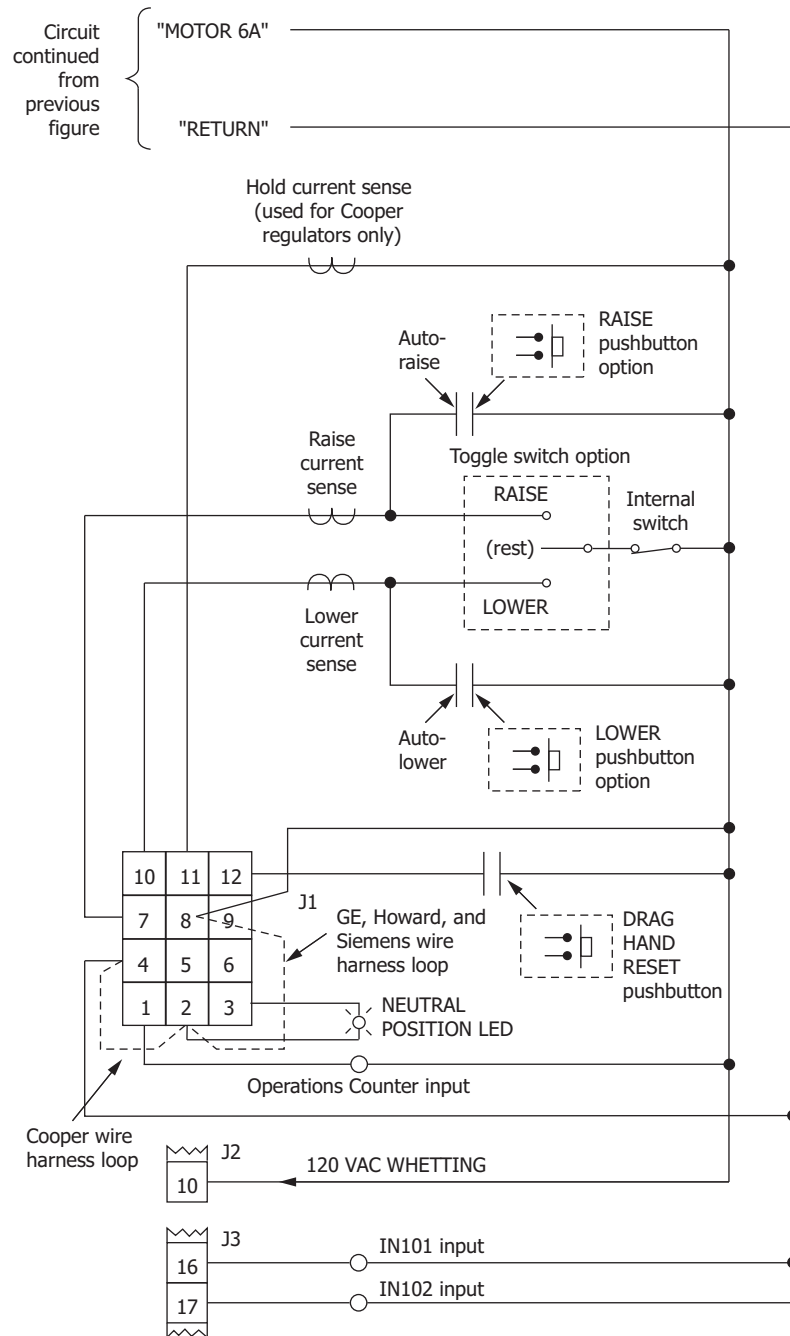 Circuit
continued
from
previous
figure
"MOTOR 6A"
"RETURN"
Hold current sense
(used for Cooper
regulators only)
Auto-
raise
RAISE
pushbutton
option
Raise
current
sense
Toggle switch option
RAISE
(rest)
LOWER
Internal
switch
Lower
current
sense
Auto-
lower
LOWER
pushbutton
option
10 11 12
7 8 9
4 5 6
1 2 3
J1
GE, Howard, and
Siemens wire
harness loop
DRAG
HAND
RESET
pushbutton
NEUTRAL
POSITION LED
Operations Counter input
Cooper wire
harness loop
J2
10
120 VAC WHETTING
J3
16
IN101 input
17
IN102 input